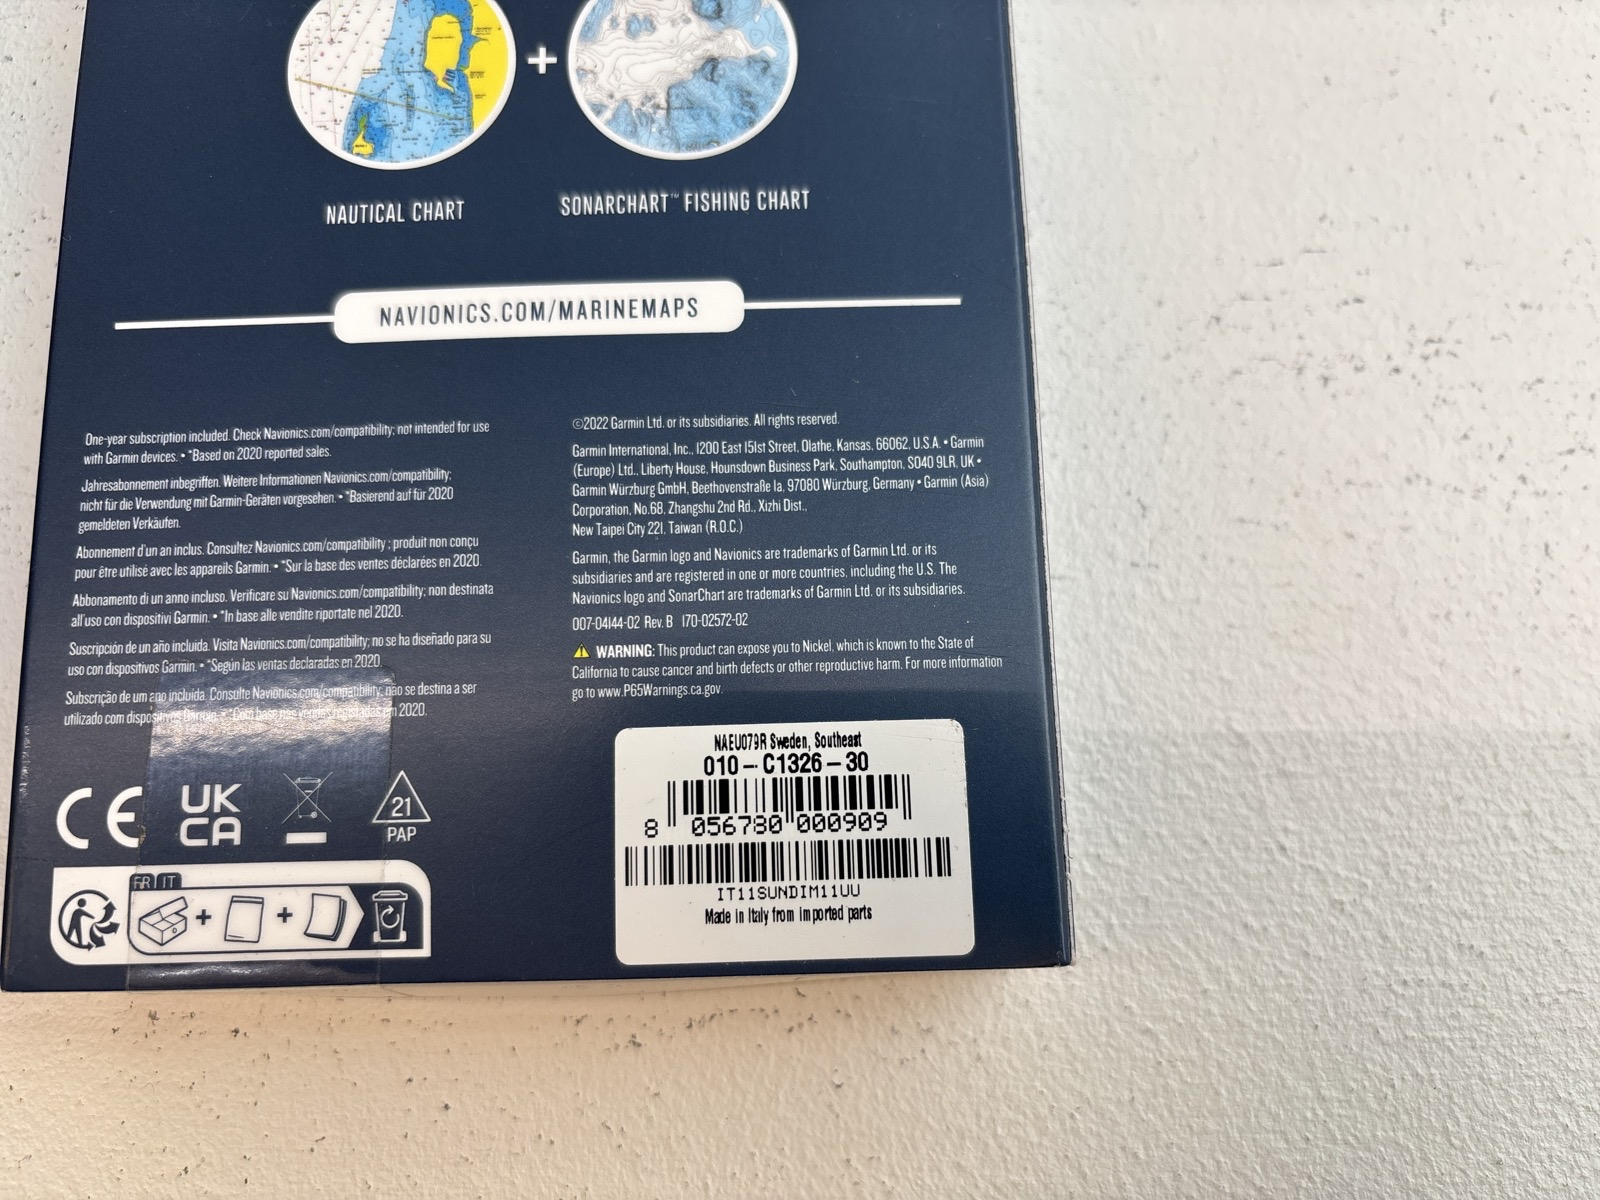 +
NAUTICAL CHART
SONARCHART™ FISHING CHART
NAVIONICS.COM/MARINEMAPS
One-year subscription included. Check Navionics.com/compatibility; not intended for use
with Garmin devices. • *Based on 2020 reported sales.
Jahresabonnement inbegriffen. Weitere Informationen Navionics.com/compatibility;
nicht für die Verwendung mit Garmin-Geräten vorgesehen. • *Basierend auf für 2020
gemeldeten Verkäufen.
Abonnement d'un an inclus. Consultez Navionics.com/compatibility ; produit non conçu
pour être utilisé avec les appareils Garmin. • *Sur la base des ventes déclarées en 2020.
Abbonamento di un anno incluso. Verificare su Navionics.com/compatibility; non destinata
all'uso con dispositivi Garmin. • *In base alle vendite riportate nel 2020.
Suscripción de un año incluida. Visita Navionics.com/compatibility; no se ha diseñado para su
uso con dispositivos Garmin. • *Según las ventas declaradas en 2020.
Subscrição de um ano incluída. Consulte Navionics.com/compatibility; não se destina a ser
utilizado com dispositivos Garmin. • *Com base nas vendas registadas em 2020.
©2022 Garmin Ltd. or its subsidiaries. All rights reserved.
Garmin International, Inc., 1200 East 151st Street, Olathe, Kansas, 66062, U.S.A. • Garmin
(Europe) Ltd., Liberty House, Hounsdown Business Park, Southampton, SO40 9LR, UK •
Garmin Würzburg GmbH, Beethovenstraße 1a, 97080 Würzburg, Germany • Garmin (Asia)
Corporation, No.68, Zhangshu 2nd Rd., Xizhi Dist.,
New Taipei City 221, Taiwan (R.O.C.)
Garmin, the Garmin logo and Navionics are trademarks of Garmin Ltd. or its
subsidiaries and are registered in one or more countries, including the U.S. The
Navionics logo and SonarChart are trademarks of Garmin Ltd. or its subsidiaries.
007-04144-02 Rev. B 170-02572-02
WARNING: This product can expose you to Nickel, which is known to the State of
California to cause cancer and birth defects or other reproductive harm. For more information
go to www.P65Warnings.ca.gov.
CE
UK
CA
21
PAP
FR IT
+ +
NAEU079R Sweden, Southeast
010-C1326-30
8 056780 000909
IT11SUNDIM11UU
Made in Italy from imported parts